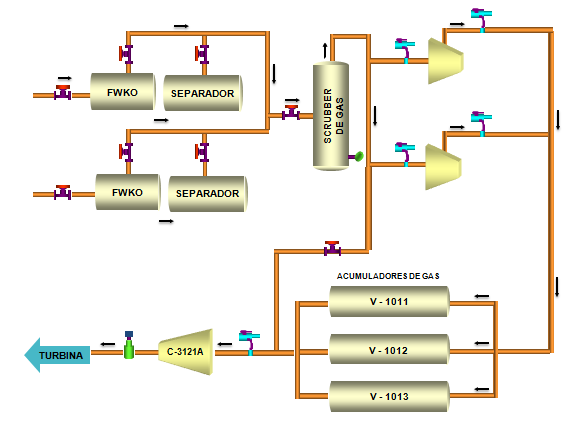 FWKO
SEPARADOR
SCRUBBER
DE GAS
FWKO
SEPARADOR
ACUMULADORES DE GAS
V - 1011
V - 1012
V - 1013
C-3121A
TURBINA